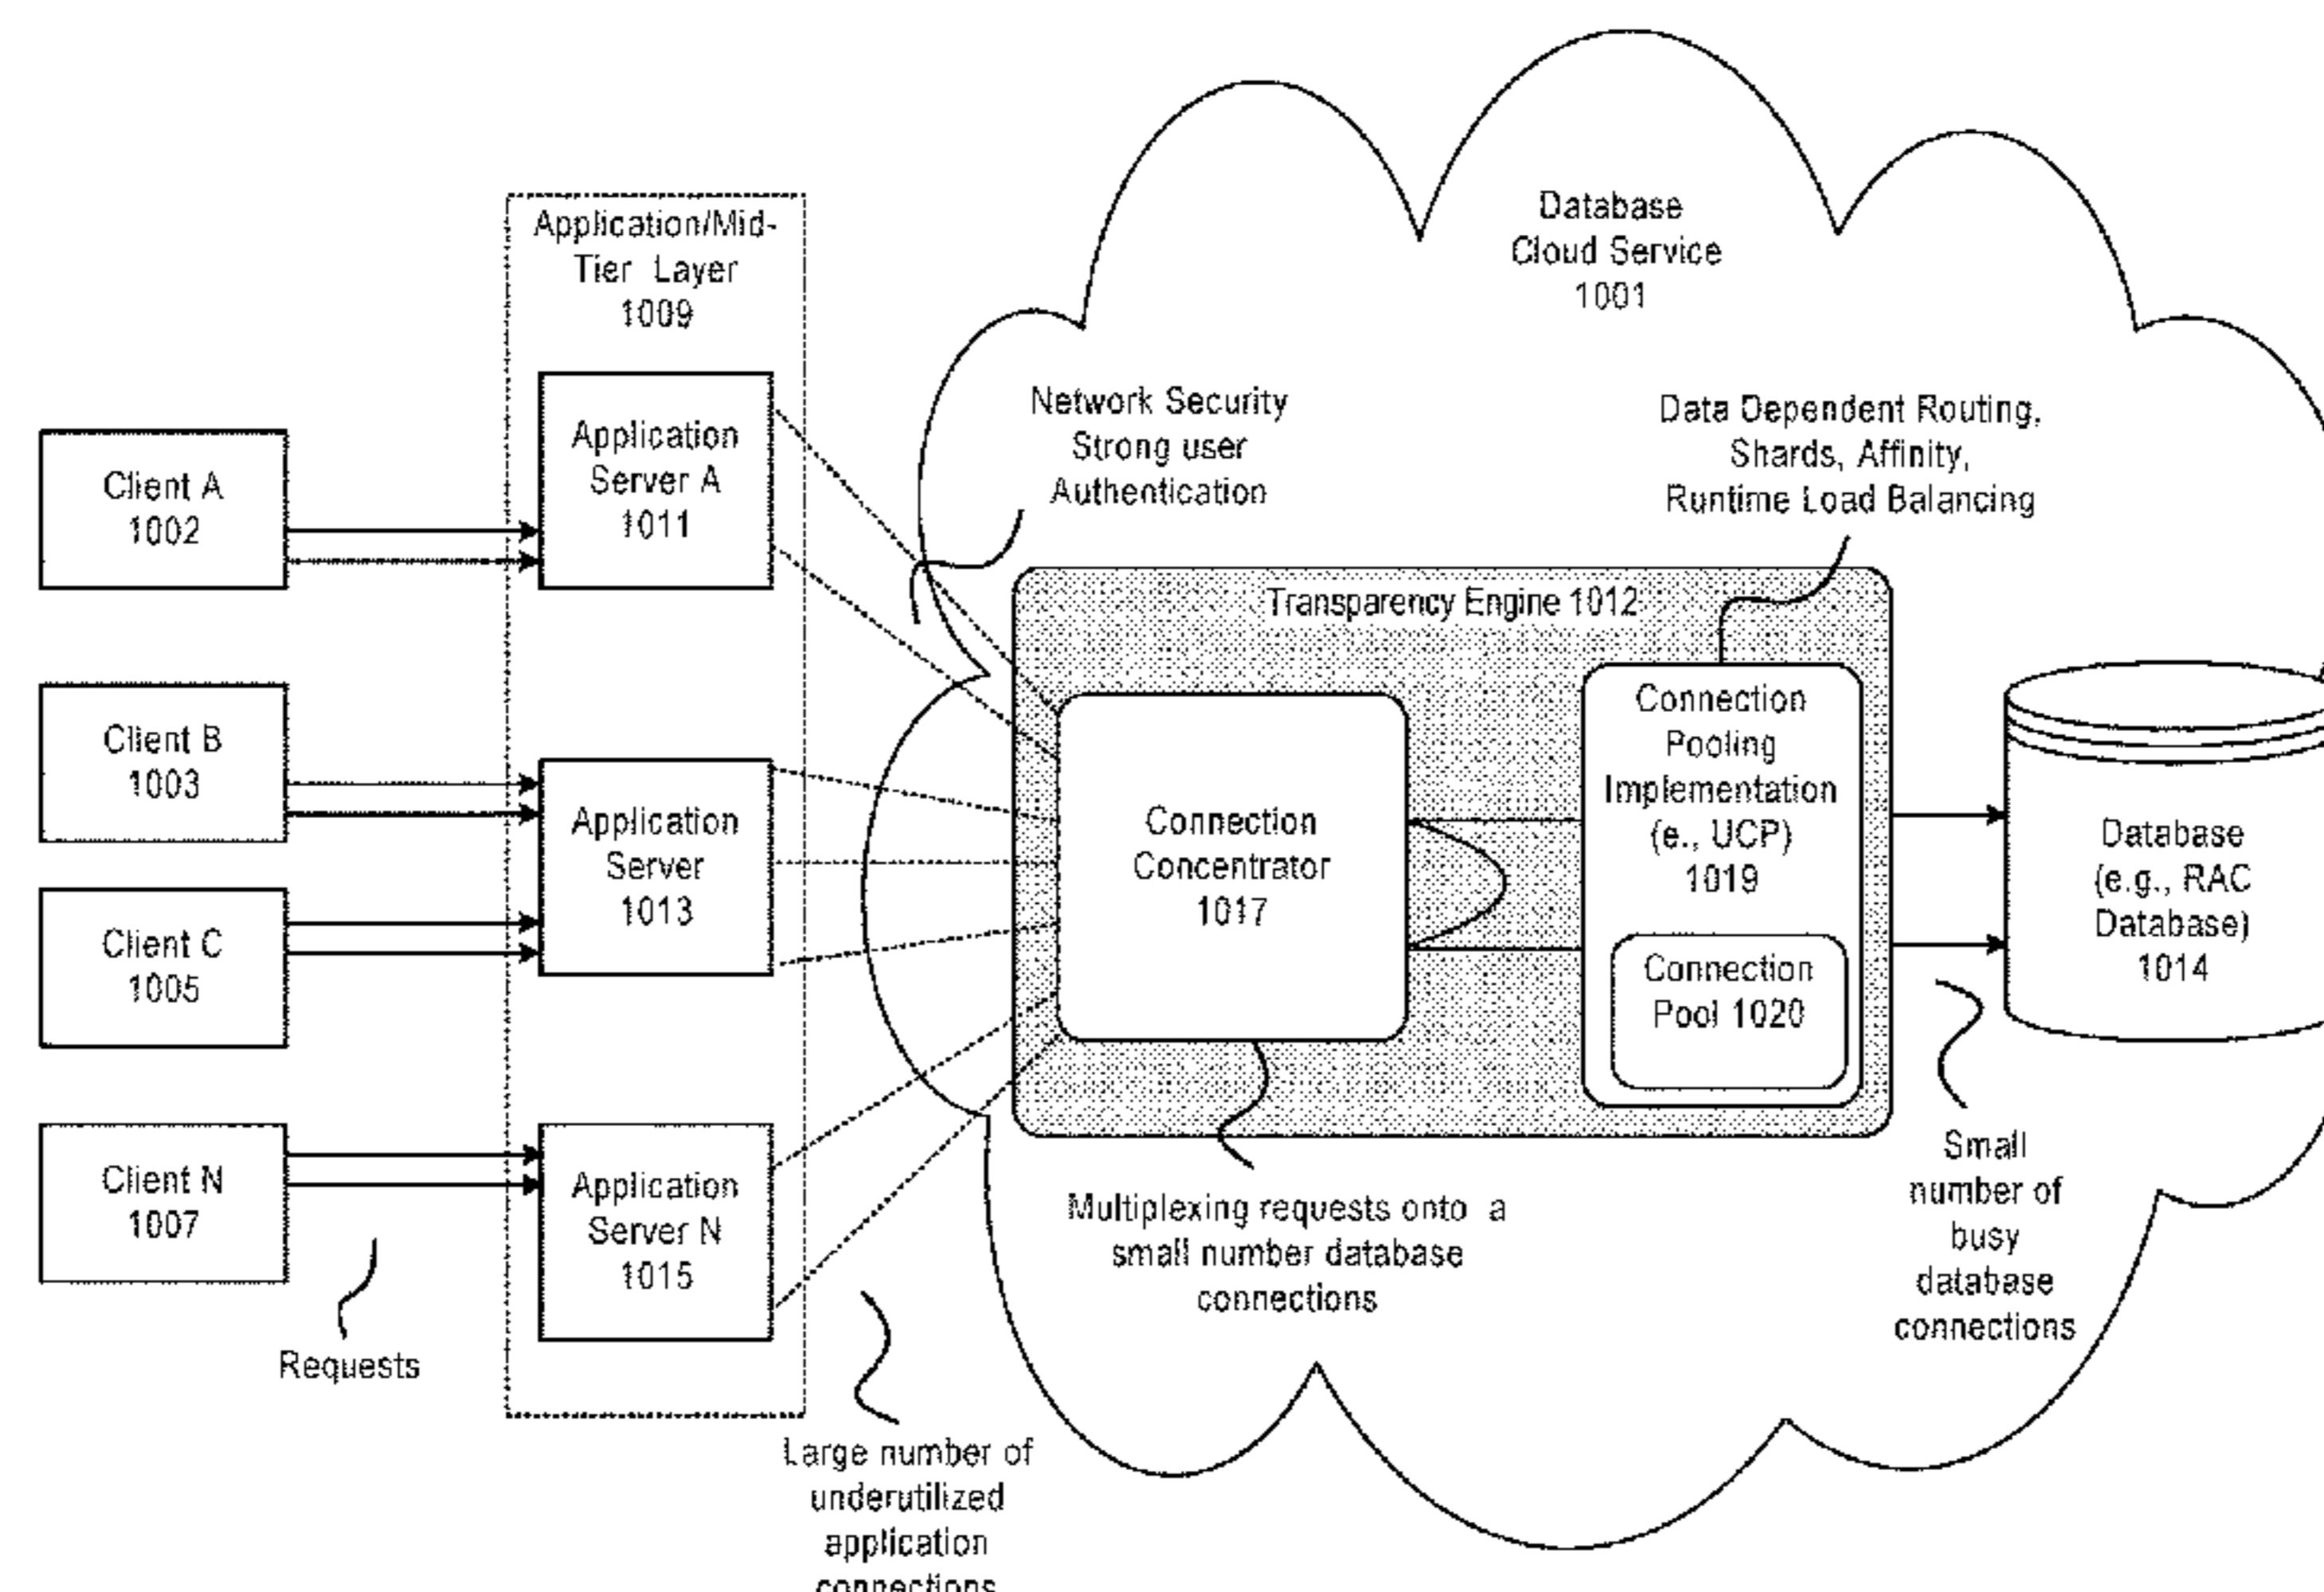 Database
Cloud Service
1001
Application/Mid-
Tier Layer
1009
Network Security
Strong user
Authentication
Data Dependent Routing,
Shards, Affinity,
Runtime Load Balancing
Client A
1002
Application
Server A
1011
Transparency Engine 1012
Client B
1003
Client C
1005
Application
Server
1013
Connection
Concentrator
1017
Connection
Pooling
Implementation
(e., UCP)
1019
Connection
Pool 1020
Database
(e.g., RAC
Database)
1014
Client N
1007
Application
Server N
1015
Requests
Multiplexing requests onto a
small number database
connections
Small
number of
busy
database
connections
Large number of
underutilized
application
connections